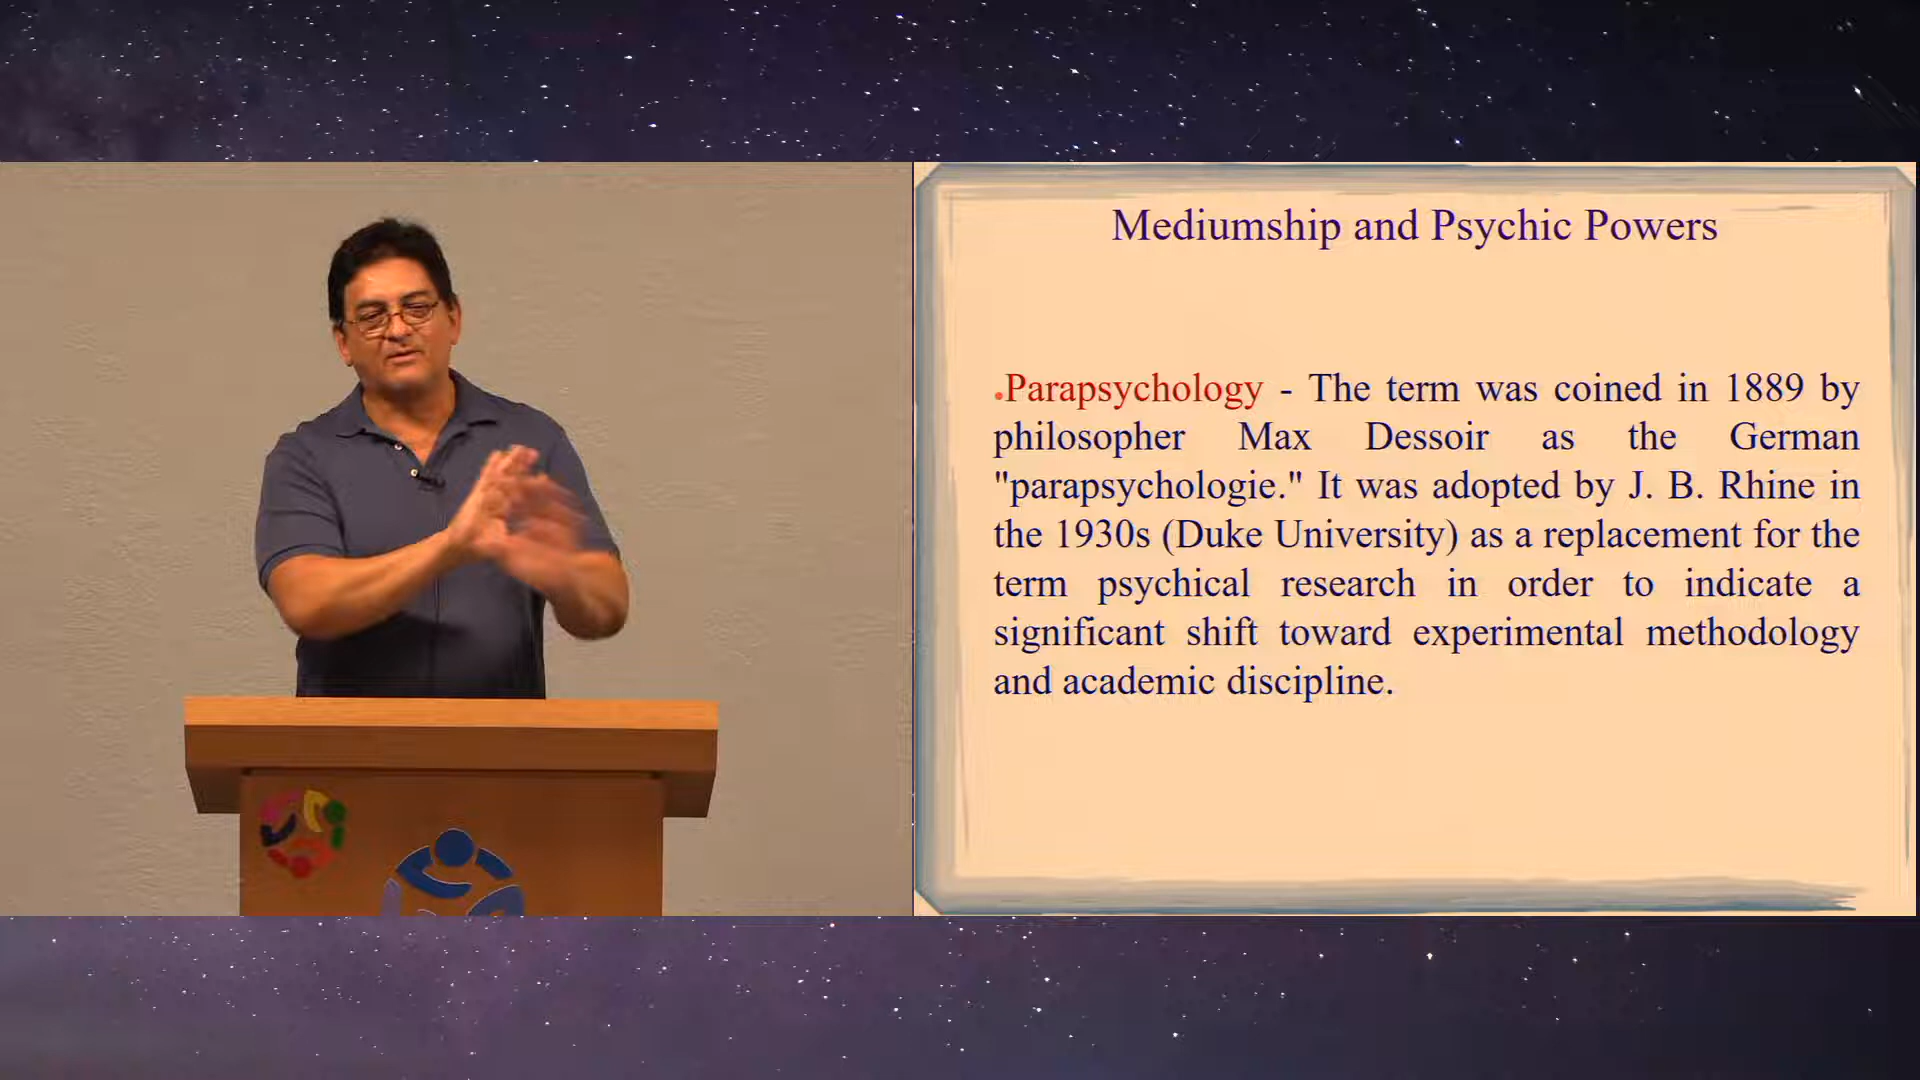 Mediumship and Psychic Powers
•Parapsychology - The term was coined in 1889 by
philosopher Max Dessoir as the German
"parapsychologie." It was adopted by J. B. Rhine in
the 1930s (Duke University) as a replacement for the
term psychical research in order to indicate a
significant shift toward experimental methodology
and academic discipline.